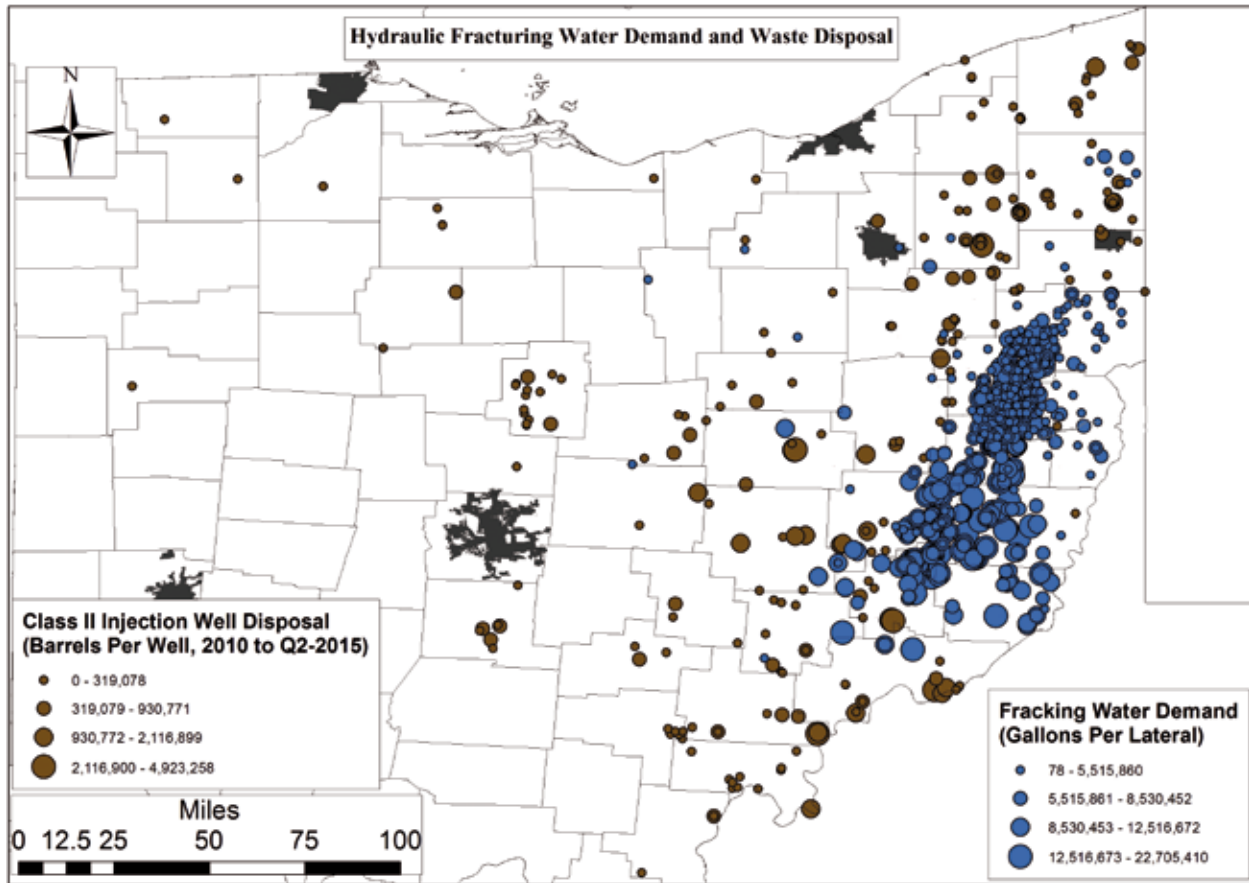 Hydraulic Fracturing Water Demand and Waste Disposal
N
Class II Injection Well Disposal
(Barrels Per Well, 2010 to Q2-2015)
0 - 319,078
319,079 - 930,771
930,772 - 2,116,899
2,116,900 - 4,923,258
Miles
0 12.5 25 50 75 100
Fracking Water Demand
(Gallons Per Lateral)
78 - 5,515,860
5,515,861 - 8,530,452
8,530,453 - 12,516,672
12,516,673 - 22,705,410